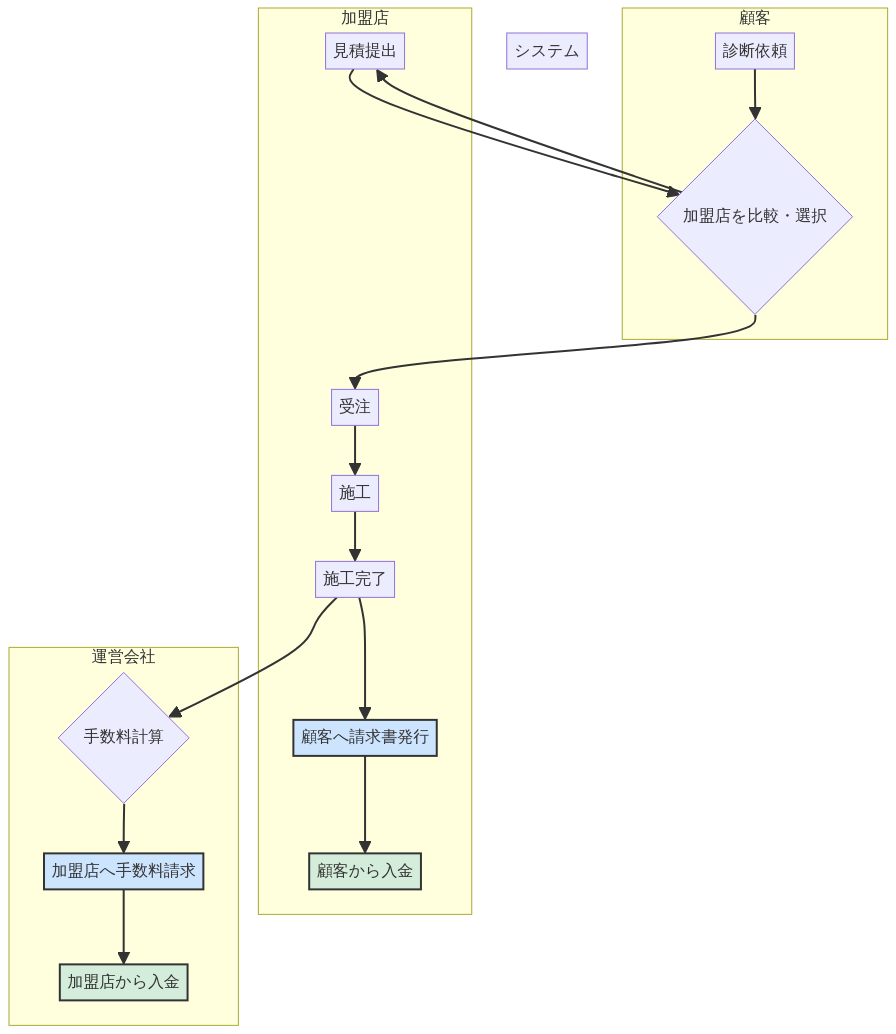 加盟店
顧客
見積提出
システム
診断依頼
加盟店を比較・選択
受注
施工
施工完了
運営会社
手数料計算
顧客へ請求書発行
加盟店へ手数料請求
顧客から入金
加盟店から入金